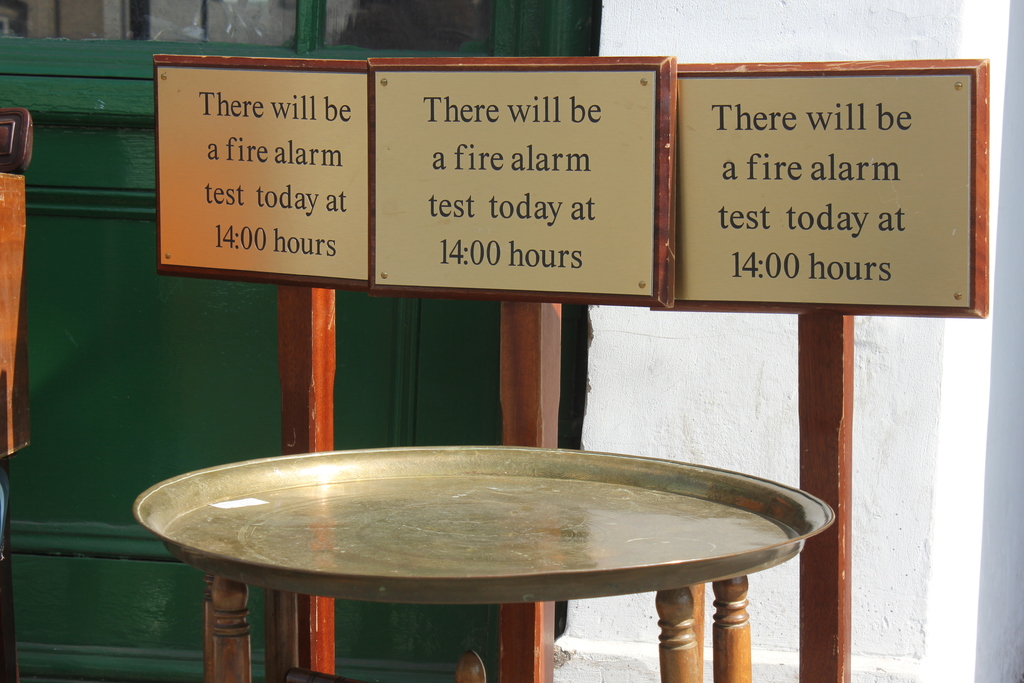 There will be
a fire alarm
test today at
14:00 hours
There will be
a fire alarm
test today at
14:00 hours
There will be
a fire alarm
test today at
14:00 hours